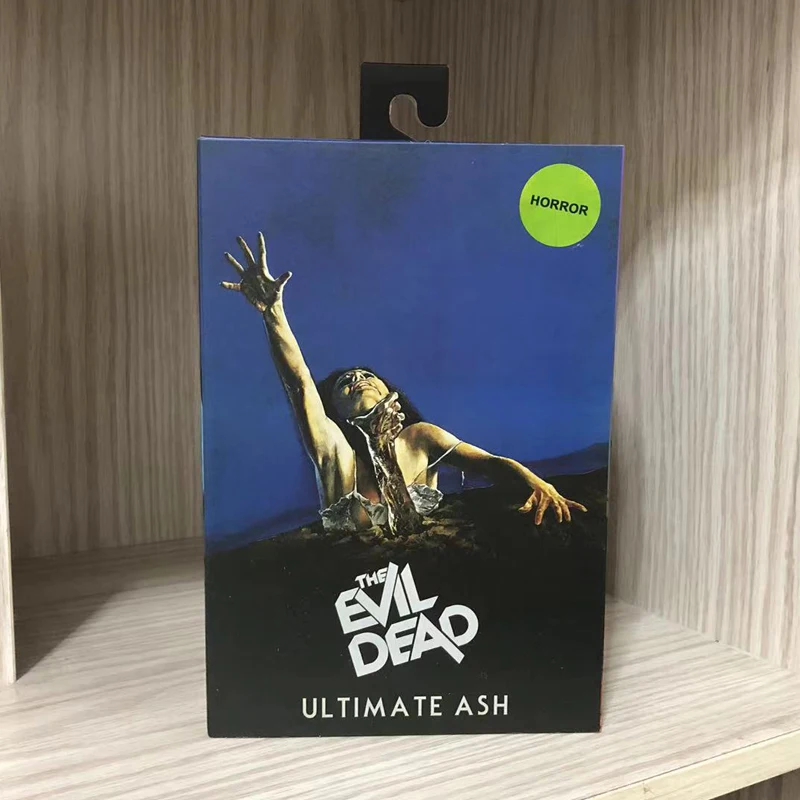 HORROR
THE
EVIL
DEAD
ULTIMATE ASH